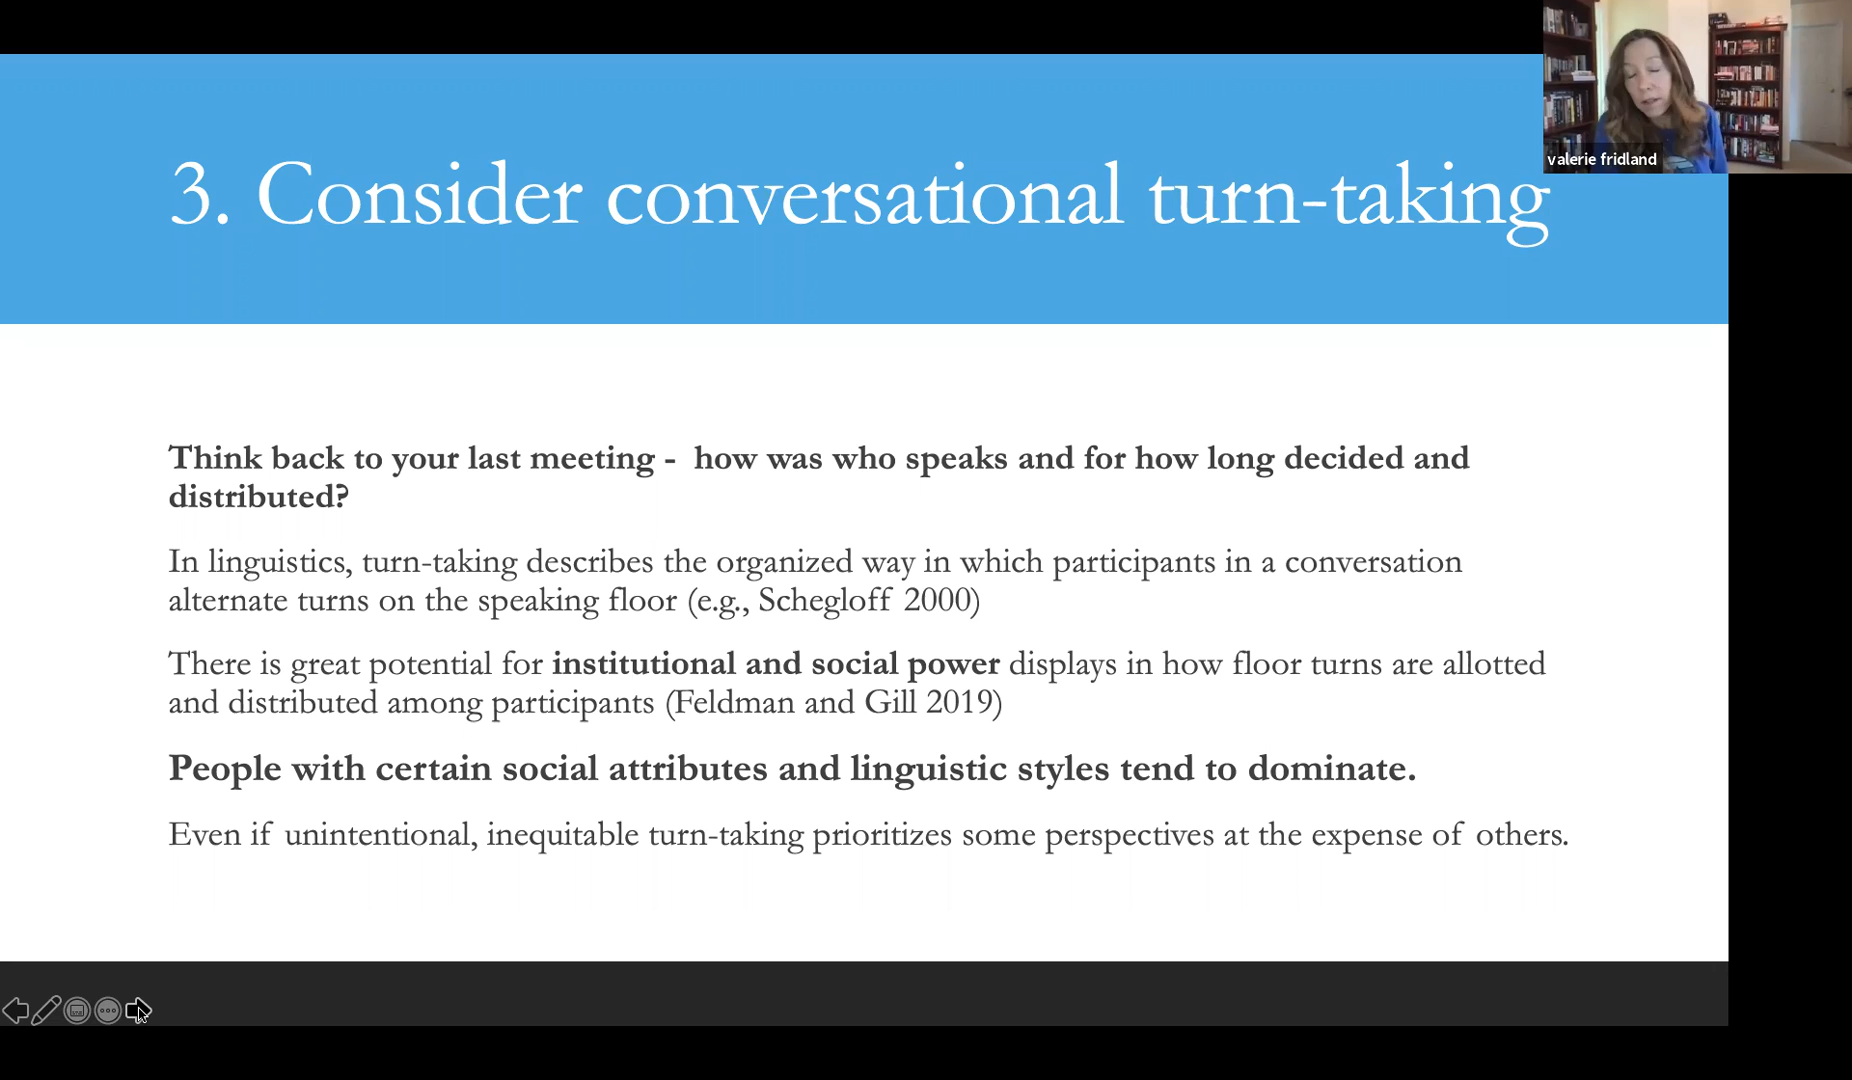 valerie fridland
3. Consider conversational turn-taking
Think back to your last meeting -  how was who speaks and for how long decided and
distributed?
In linguistics, turn-taking describes the organized way in which participants in a conversation
alternate turns on the speaking floor (e.g., Schegloff 2000)
There is great potential for institutional and social power displays in how floor turns are allotted
and distributed among participants (Feldman and Gill 2019)
People with certain social attributes and linguistic styles tend to dominate.
Even if unintentional, inequitable turn-taking prioritizes some perspectives at the expense of others.